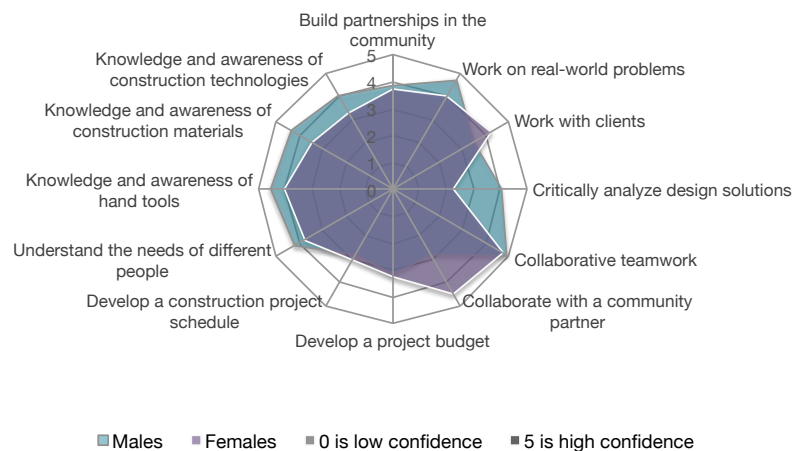 Build partnerships in the
community
Work on real-world problems
Work with clients
Critically analyze design solutions
Collaborative teamwork
Collaborate with a community
partner
Develop a project budget
Develop a construction project
schedule
Understand the needs of different
people
Knowledge and awareness of
hand tools
Knowledge and awareness of
construction materials
Knowledge and awareness of
construction technologies
5
4
3
2
1
0
Males Females 0 is low confidence 5 is high confidence